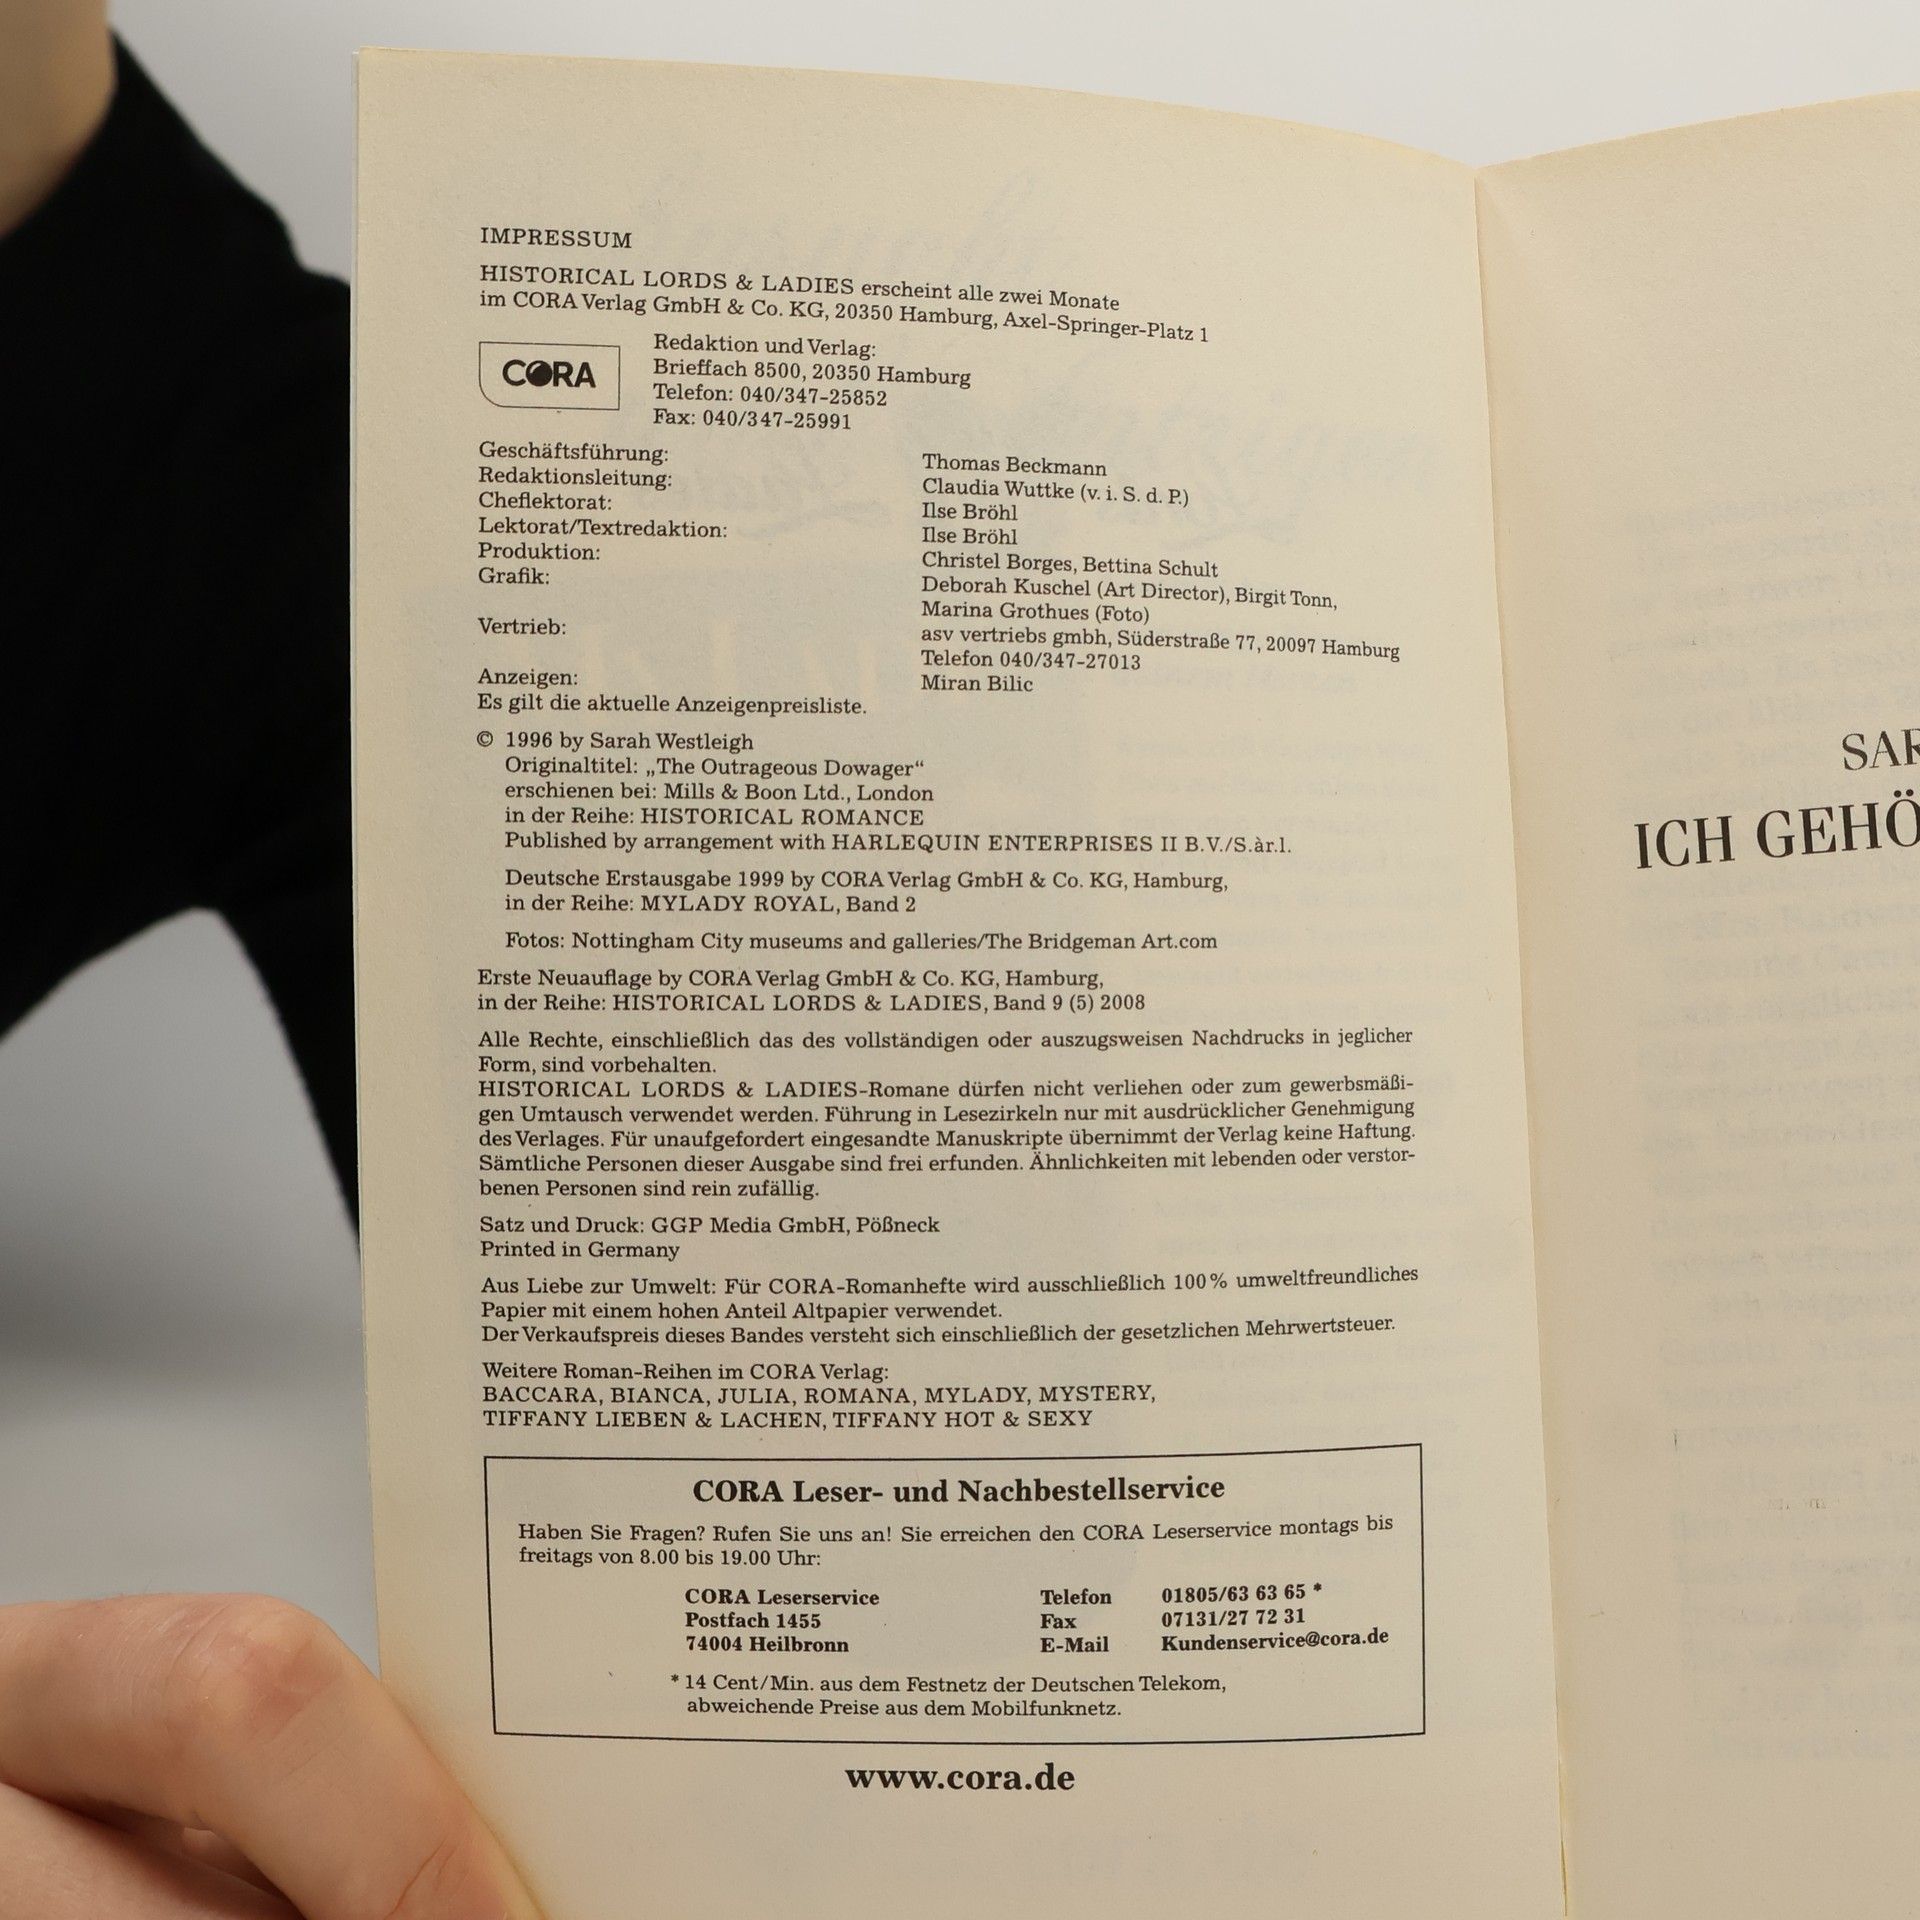 IMPRESSUM
HISTORICAL LORDS & LADIES erscheint alle zwei Monate
im CORA Verlag GmbH & Co. KG, 20350 Hamburg, Axel-Springer-Platz 1
CORA
Redaktion und Verlag:
Brieffach 8500, 20350 Hamburg
Telefon: 040/347-25852
Fax: 040/347-25991
Geschäftsführung: Thomas Beckmann
Redaktionsleitung: Claudia Wuttke (v. i. S. d. P.)
Cheflektorat: Ilse Bröhl
Lektorat/Textredaktion: Ilse Bröhl
Produktion: Christel Borges, Bettina Schult
Grafik: Deborah Kuschel (Art Director), Birgit Tonn,
Marina Grothues (Foto)
Vertrieb: asv vertriebs gmbh, Süderstraße 77, 20097 Hamburg
Telefon 040/347-27013
Anzeigen: Miran Bilic
Es gilt die aktuelle Anzeigenpreisliste.
© 1996 by Sarah Westleigh
Originaltitel: „The Outrageous Dowager“
erschienen bei: Mills & Boon Ltd., London
in der Reihe: HISTORICAL ROMANCE
Published by arrangement with HARLEQUIN ENTERPRISES II B.V./S.àr.l.
Deutsche Erstausgabe 1999 by CORA Verlag GmbH & Co. KG, Hamburg,
in der Reihe: MYLADY ROYAL, Band 2
Fotos: Nottingham City museums and galleries/The Bridgeman Art.com
Erste Neuauflage by CORA Verlag GmbH & Co. KG, Hamburg,
in der Reihe: HISTORICAL LORDS & LADIES, Band 9 (5) 2008
Alle Rechte, einschließlich das des vollständigen oder auszugsweisen Nachdrucks in jeglicher
Form, sind vorbehalten.
HISTORICAL LORDS & LADIES-Romane dürfen nicht verliehen oder zum gewerbsmäßi-
gen Umtausch verwendet werden. Führung in Lesezirkeln nur mit ausdrücklicher Genehmigung
des Verlages. Für unaufgefordert eingesandte Manuskripte übernimmt der Verlag keine Haftung.
Sämtliche Personen dieser Ausgabe sind frei erfunden. Ähnlichkeiten mit lebenden oder verstor-
benen Personen sind rein zufällig.
Satz und Druck: GGP Media GmbH, Pößneck
Printed in Germany
Aus Liebe zur Umwelt: Für CORA-Romanhefte wird ausschließlich 100% umweltfreundliches
Papier mit einem hohen Anteil Altpapier verwendet.
Der Verkaufspreis dieses Bandes versteht sich einschließlich der gesetzlichen Mehrwertsteuer.
Weitere Roman-Reihen im CORA Verlag:
BACCARA, BIANCA, JULIA, ROMANA, MYLADY, MYSTERY,
TIFFANY LIEBEN & LACHEN, TIFFANY HOT & SEXY
CORA Leser- und Nachbestellservice
Haben Sie Fragen? Rufen Sie uns an! Sie erreichen den CORA Leserservice montags bis
freitags von 8.00 bis 19.00 Uhr:
CORA Leserservice Telefon 01805/63 63 65 *
Postfach 1455 Fax 07131/27 72 31
74004 Heilbronn E-Mail Kundenservice@cora.de
* 14 Cent/Min. aus dem Festnetz der Deutschen Telekom,
abweichende Preise aus dem Mobilfunknetz.
www.cora.de
SAR
ICH GEHÖ